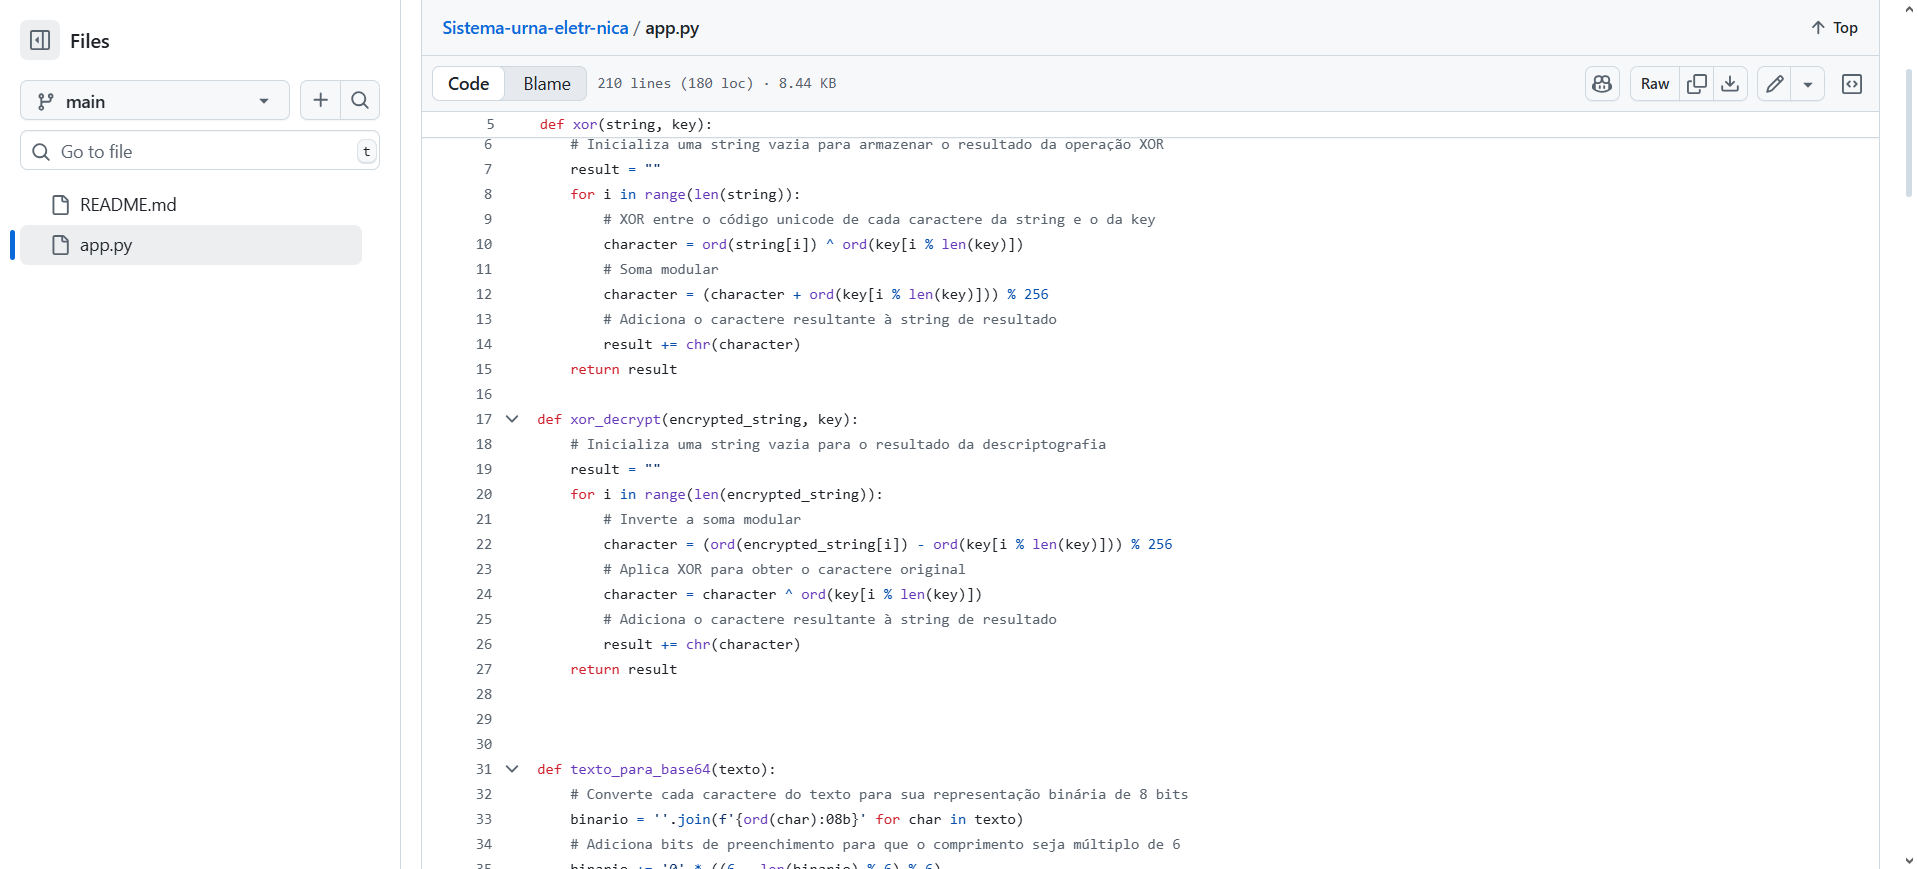 Files
main
Go to file
t
README.md
app.py
Sistema-urna-eletr-nica / app.py
Top
Code
Blame
210 lines (180 loc) · 8.44 KB
Raw
5 def xor(string, key):
6 # Inicializa uma string vazia para armazenar o resultado da operação XOR
7 result = ""
8 for i in range(len(string)):
9 # XOR entre o código unicode de cada caractere da string e o da key
10 character = ord(string[i]) ^ ord(key[i % len(key)])
11 # Soma modular
12 character = (character + ord(key[i % len(key)])) % 256
13 # Adiciona o caractere resultante à string de resultado
14 result += chr(character)
15 return result
16
17 def xor_decrypt(encrypted_string, key):
18 # Inicializa uma string vazia para o resultado da descriptografia
19 result = ""
20 for i in range(len(encrypted_string)):
21 # Inverte a soma modular
22 character = (ord(encrypted_string[i]) - ord(key[i % len(key)])) % 256
23 # Aplica XOR para obter o caractere original
24 character = character ^ ord(key[i % len(key)])
25 # Adiciona o caractere resultante à string de resultado
26 result += chr(character)
27 return result
28
29
30
31 def texto_para_base64(texto):
32 # Converte cada caractere do texto para sua representação binária de 8 bits
33 binario = ''.join(f'{ord(char):08b}' for char in texto)
34 # Adiciona bits de preenchimento para que o comprimento seja múltiplo de 6
35 binario += '0' * ((6 - len(binario) % 6) % 6)